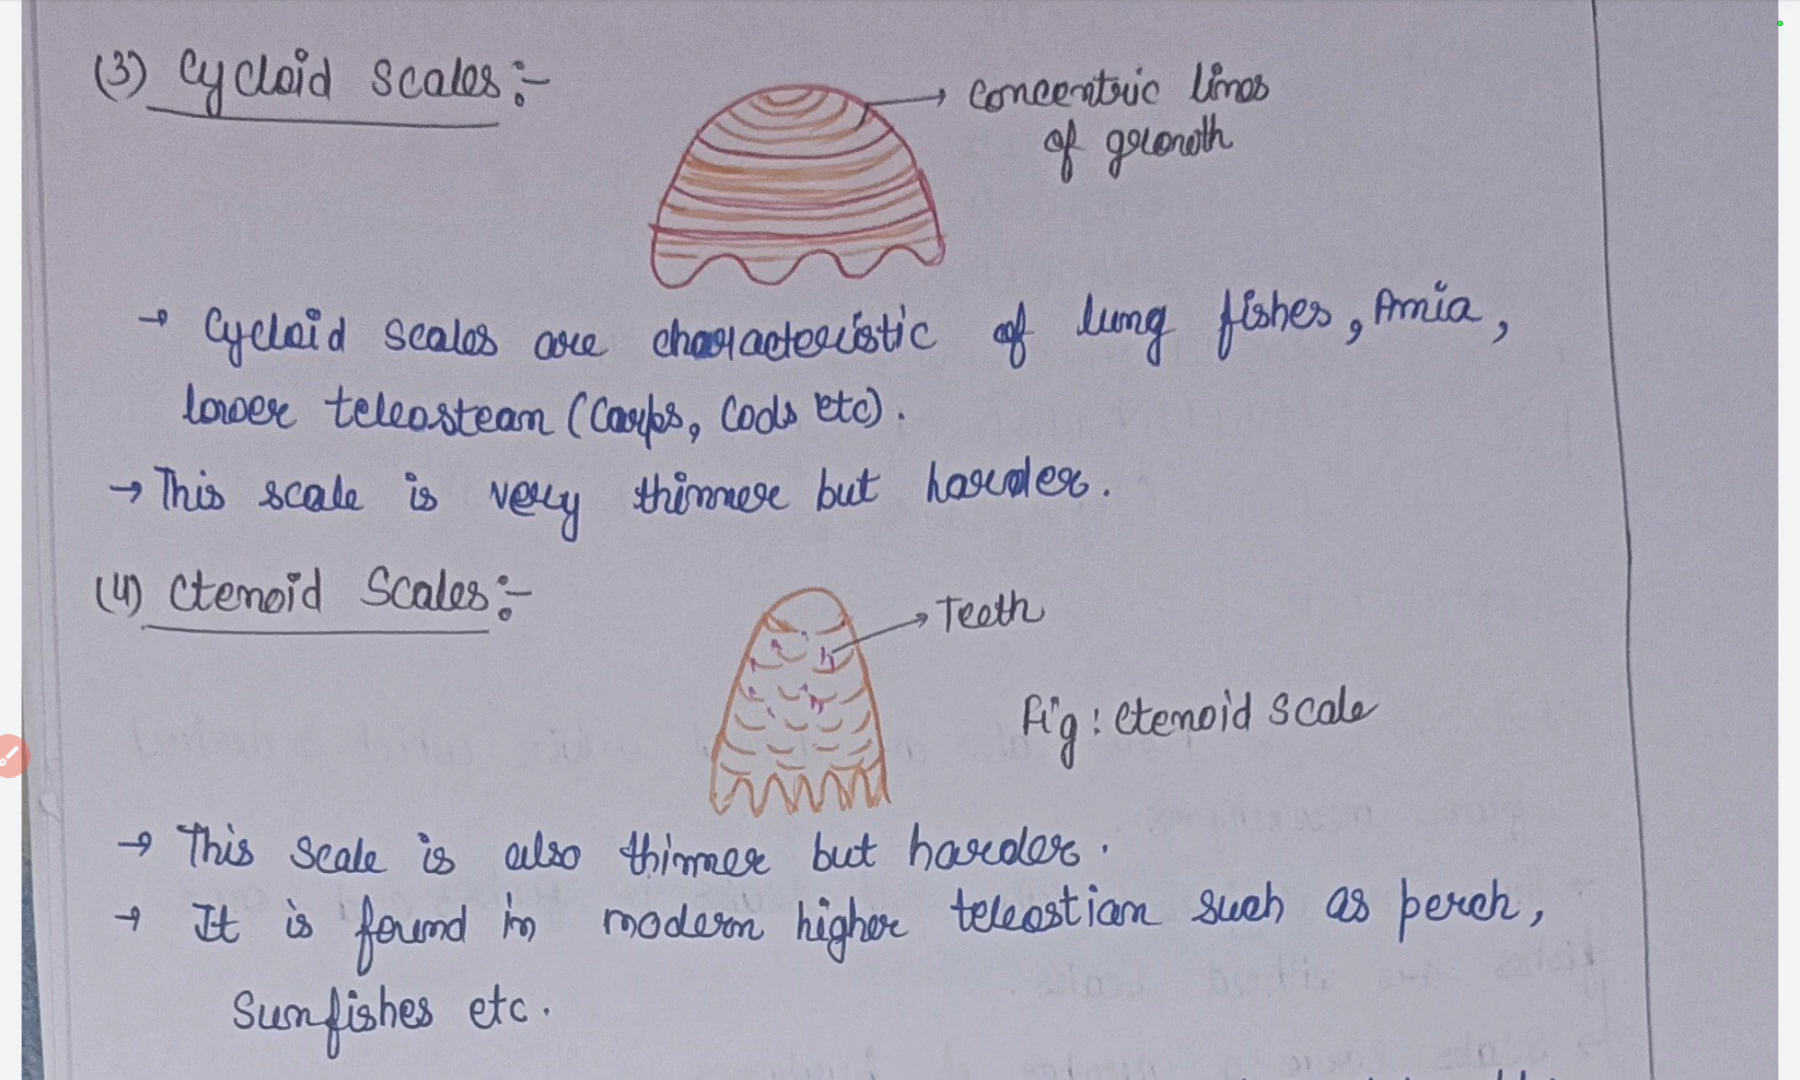 (3) Cycloid Scales :-
Concentric lines
of growth
→ Cycloid scales are characteristic of lung fishes, Amia,
lower teleostean (Carps, Cods etc).
→ This scale is very thinner but harder.
(4) Ctenoid Scales :-
Teeth
Fig : Ctenoid Scale
→ This Scale is also thinner but harder.
→ It is found in modern higher teleostian such as perch,
Sunfishes etc.